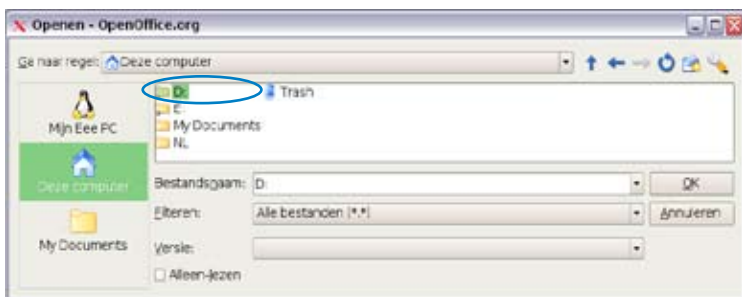 Openen - OpenOffice.org
Ga naar regel: Deze computer
Mijn Eee PC
Deze computer
My Documents
D: Trash
E:
My Documents
NL
Bestandsgaam: D: OK
Filteren: Alle bestanden (*.*) Annuleren
Versie:
Alleen-lezen